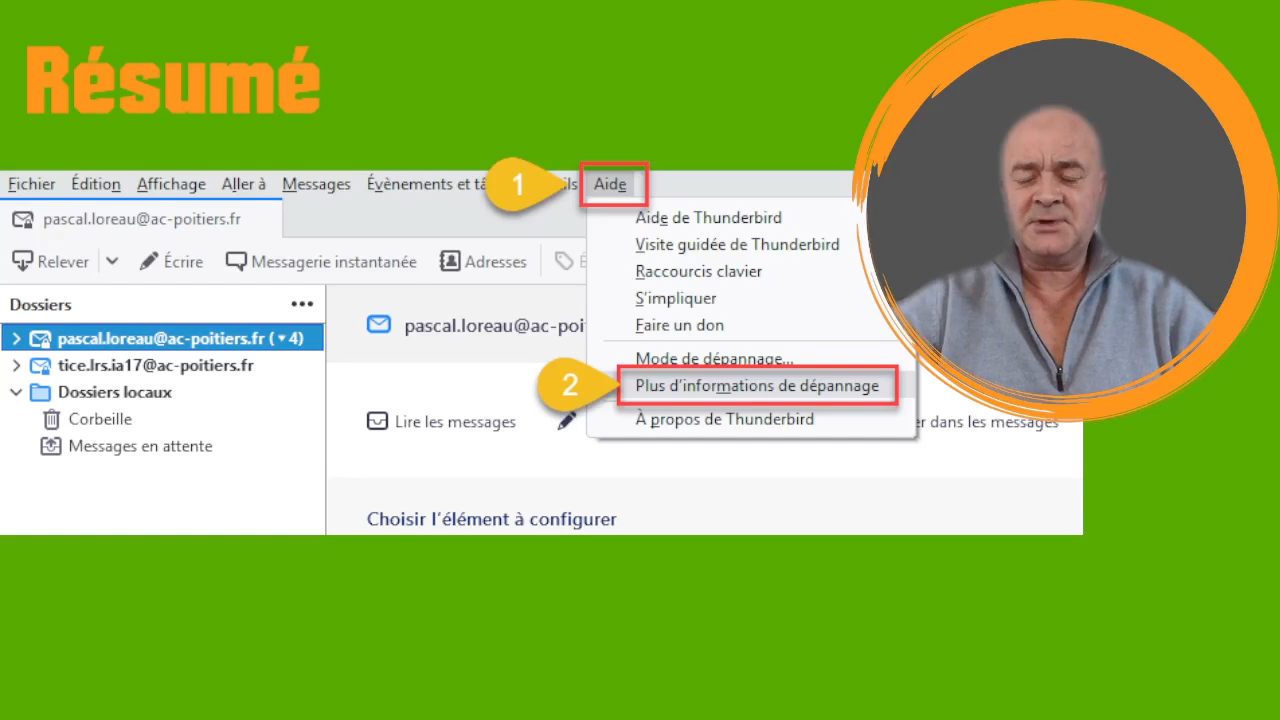 Résumé
Fichier Édition Affichage Aller à Messages Évènements et 1 Aide
pascal.loreau@ac-poitiers.fr
Aide de Thunderbird
Visite guidée de Thunderbird
Raccourcis clavier
S'impliquer
Faire un don
Mode de dépannage...
2 Plus d'informations de dépannage
À propos de Thunderbird
Relever Écrire Messagerie instantanée Adresses
Dossiers
pascal.loreau@ac-poitiers.fr ( 4)
tice.lrs.ia17@ac-poitiers.fr
Dossiers locaux
Corbeille
Messages en attente
pascal.loreau@ac-poi
Lire les messages dans les messages
Choisir l'élément à configurer